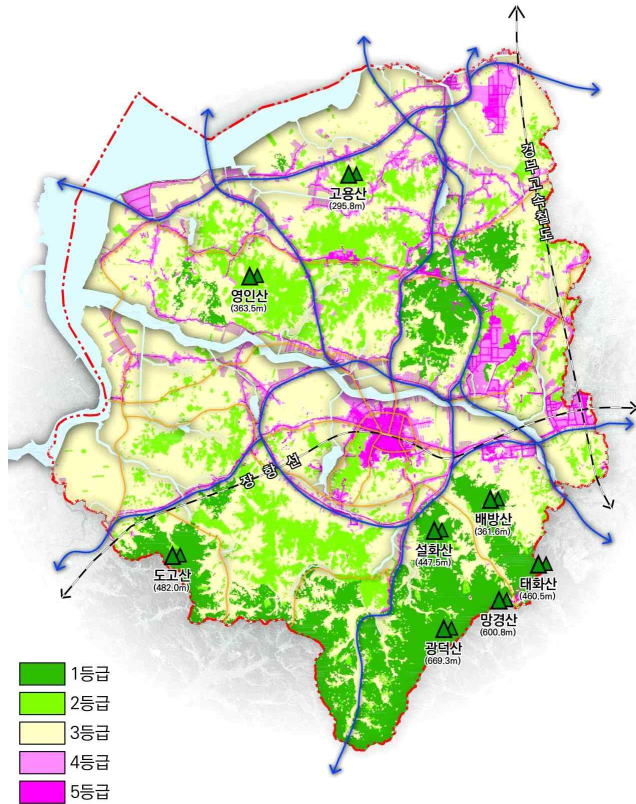 경부고속철도
고용산
(295.8m)
영인산
(363.5m)
장항선
배방산
(361.6m)
설화산
(447.5m)
도고산
(482.0m)
태화산
(460.5m)
망경산
(600.8m)
광덕산
(669.3m)
1등급
2등급
3등급
4등급
5등급